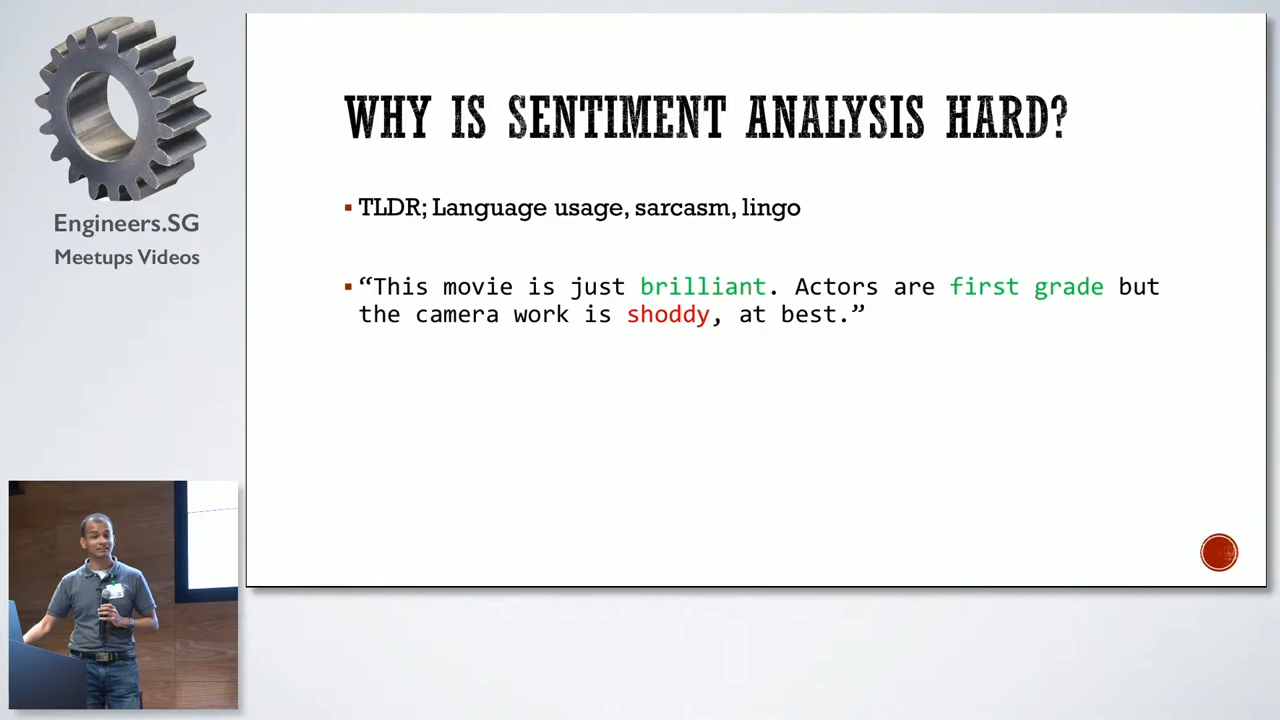 Engineers.SG
Meetups Videos
WHY IS SENTIMENT ANALYSIS HARD?
▪ TLDR; Language usage, sarcasm, lingo
▪ “This movie is just brilliant. Actors are first grade but
the camera work is shoddy, at best.”